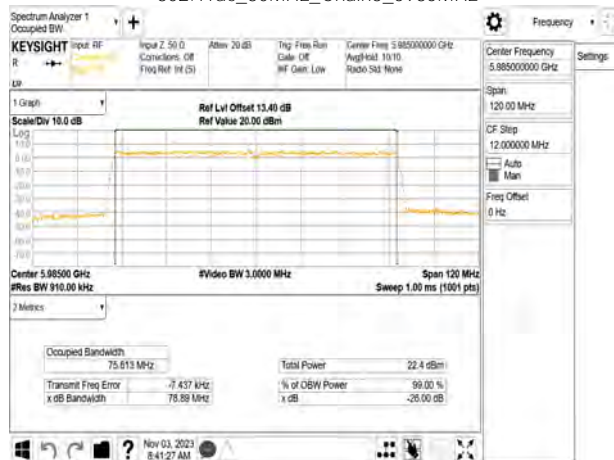 Spectrum Analyzer 1
Occupied BW
KEYSIGHT
R
Input: RF
Input Z: 50 Ω
Corrections: Off
Freq Ref: Int (S)
Atten: 20 dB
Trig: Free Run
Gate: Off
#IF Gain: Low
Center Freq: 5.985000000 GHz
Avg|Hold: 10/10
Radio Std: None
1 Graph
Scale/Div 10.0 dB
Ref Lvl Offset 13.40 dB
Ref Value 20.00 dBm
Log
Center 5.98500 GHz
#Res BW 910.00 kHz
#Video BW 3.0000 MHz
Span 120 MHz
Sweep 1.00 ms (1001 pts)
2 Metrics
Occupied Bandwidth
75.613 MHz
Transmit Freq Error
-7.437 kHz
x dB Bandwidth
78.89 MHz
Total Power
22.4 dBm
% of OBW Power
99.00 %
x dB
-26.00 dB
Nov 03, 2023
8:41:27 AM
Frequency
Settings
Center Frequency
5.985000000 GHz
Span
120.00 MHz
CF Step
12.000000 MHz
Auto
Man
Freq Offset
0 Hz